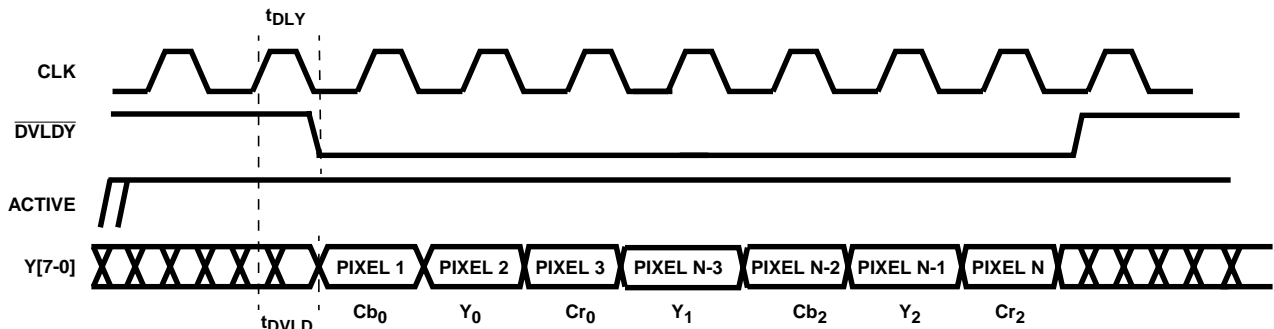 tDLY
CLK
DVLDY
ACTIVE
Y[7-0] PIXEL 1 PIXEL 2 PIXEL 3 PIXEL N-3 PIXEL N-2 PIXEL N-1 PIXEL N
tDVLD Cb0 Y0 Cr0 Y1 Cb2 Y2 Cr2